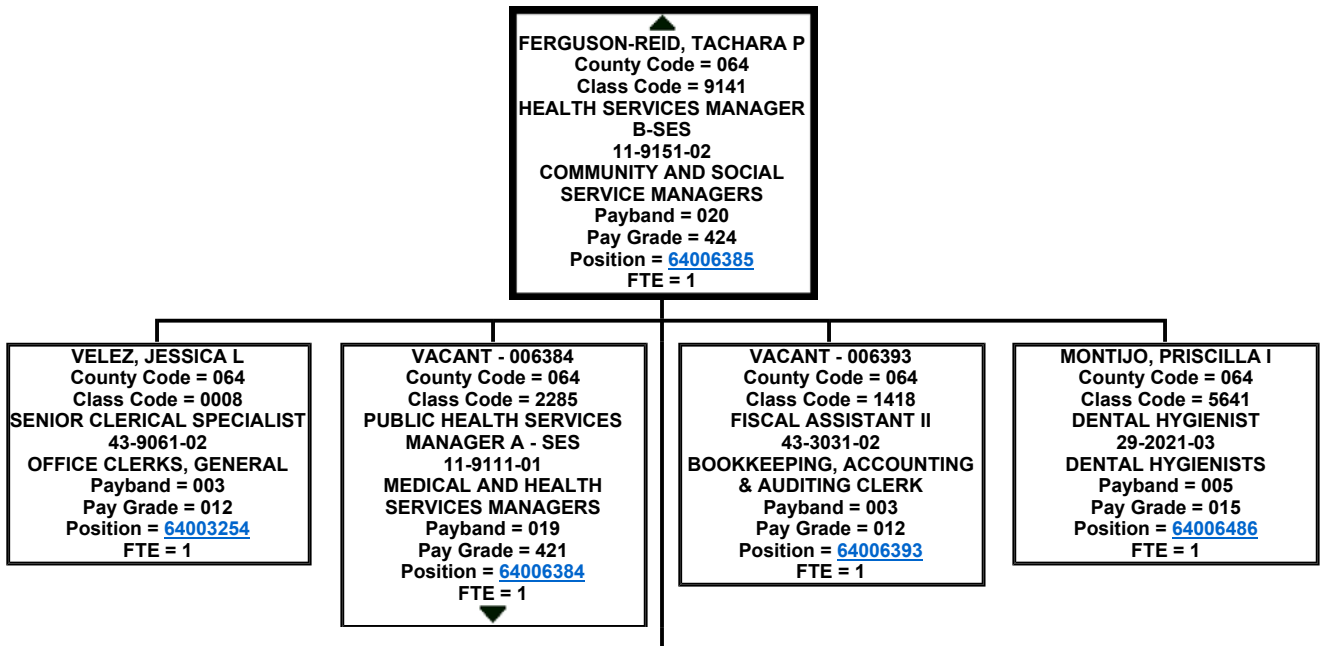 FERGUSON-REID, TACHARA P
County Code = 064
Class Code = 9141
HEALTH SERVICES MANAGER
B-SES
11-9151-02
COMMUNITY AND SOCIAL
SERVICE MANAGERS
Payband = 020
Pay Grade = 424
Position = 64006385
FTE = 1
VELEZ, JESSICA L
County Code = 064
Class Code = 0008
SENIOR CLERICAL SPECIALIST
43-9061-02
OFFICE CLERKS, GENERAL
Payband = 003
Pay Grade = 012
Position = 64003254
FTE = 1
VACANT - 006384
County Code = 064
Class Code = 2285
PUBLIC HEALTH SERVICES
MANAGER A - SES
11-9111-01
MEDICAL AND HEALTH
SERVICES MANAGERS
Payband = 019
Pay Grade = 421
Position = 64006384
FTE = 1
VACANT - 006393
County Code = 064
Class Code = 1418
FISCAL ASSISTANT II
43-3031-02
BOOKKEEPING, ACCOUNTING
& AUDITING CLERK
Payband = 003
Pay Grade = 012
Position = 64006393
FTE = 1
MONTIJO, PRISCILLA I
County Code = 064
Class Code = 5641
DENTAL HYGIENIST
29-2021-03
DENTAL HYGIENISTS
Payband = 005
Pay Grade = 015
Position = 64006486
FTE = 1